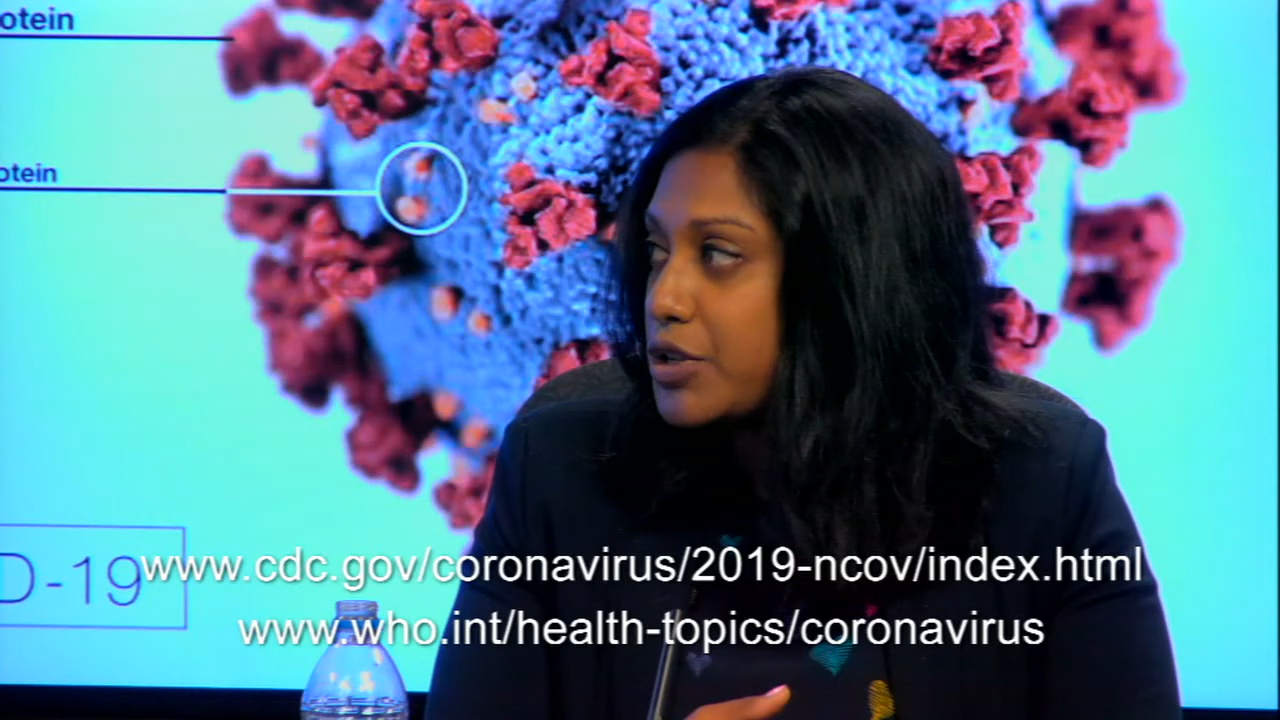 otein
otein
D-19
www.cdc.gov/coronavirus/2019-ncov/index.html
www.who.int/health-topics/coronavirus